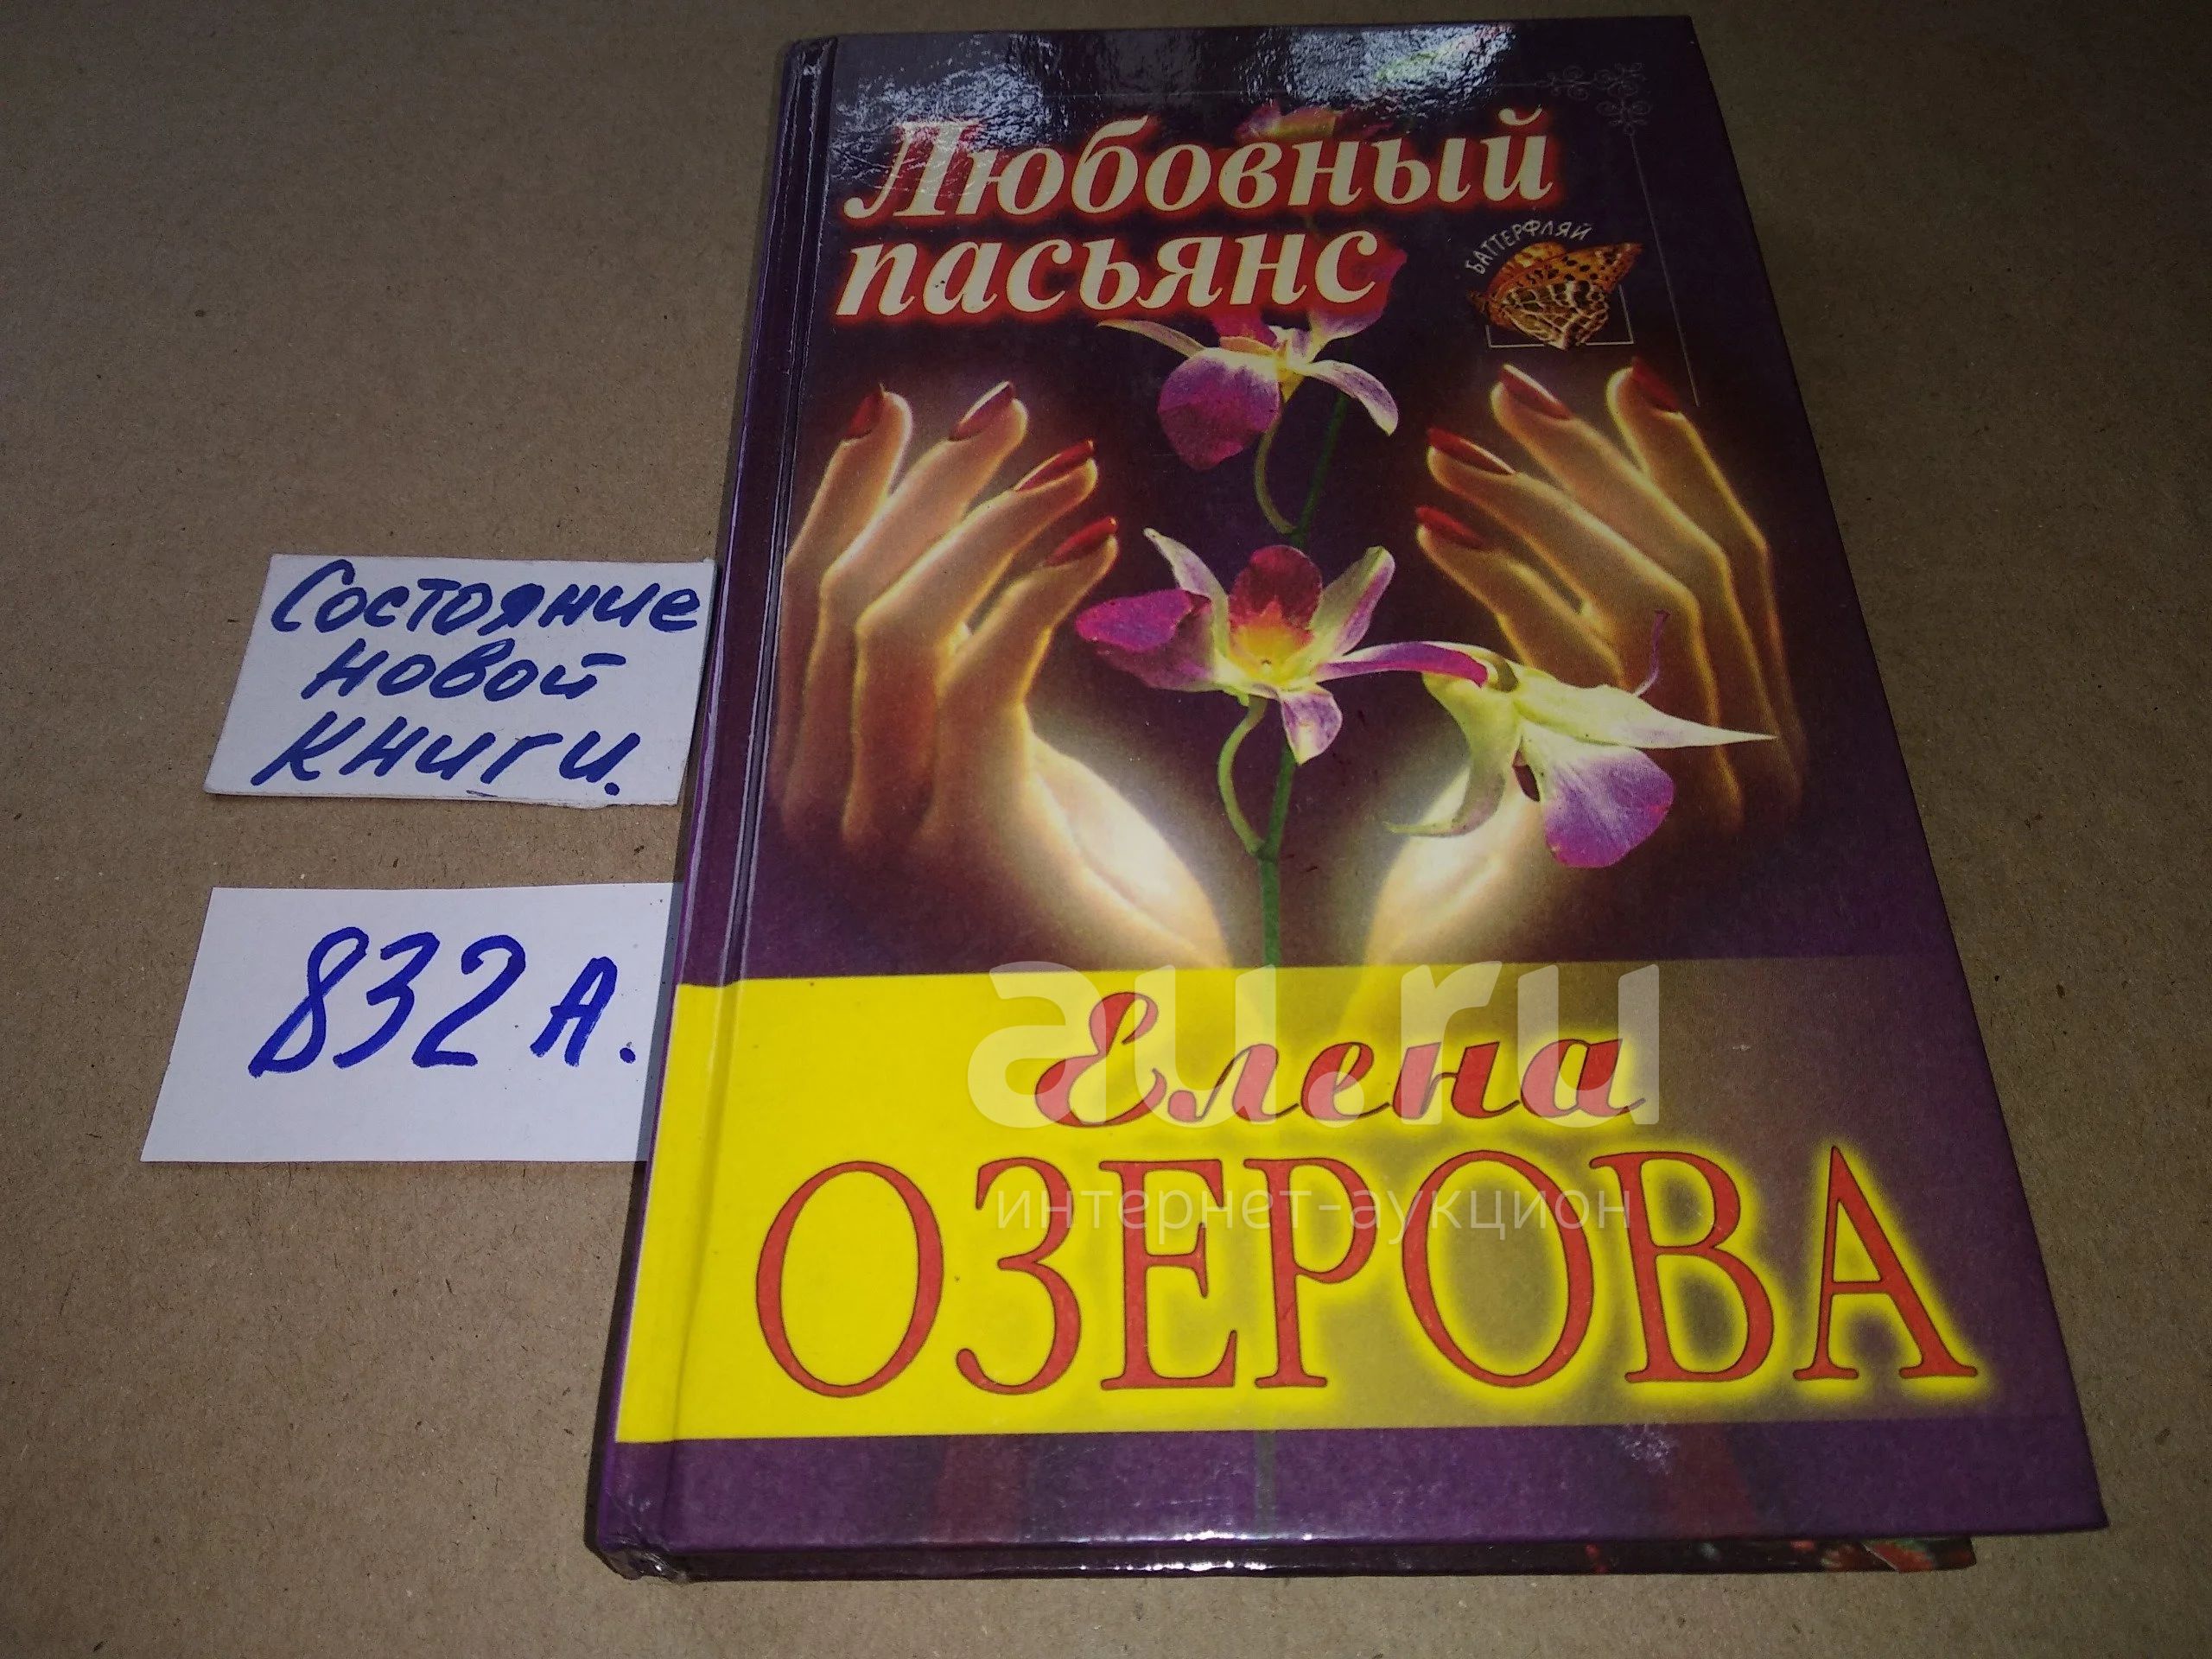 Любовный
пасьянс
БАТТЕРФЛЯЙ
Состояние
новой
книги.
832 А.
au.ru
Елена
интернет-аукцион
ОЗЕРОВА